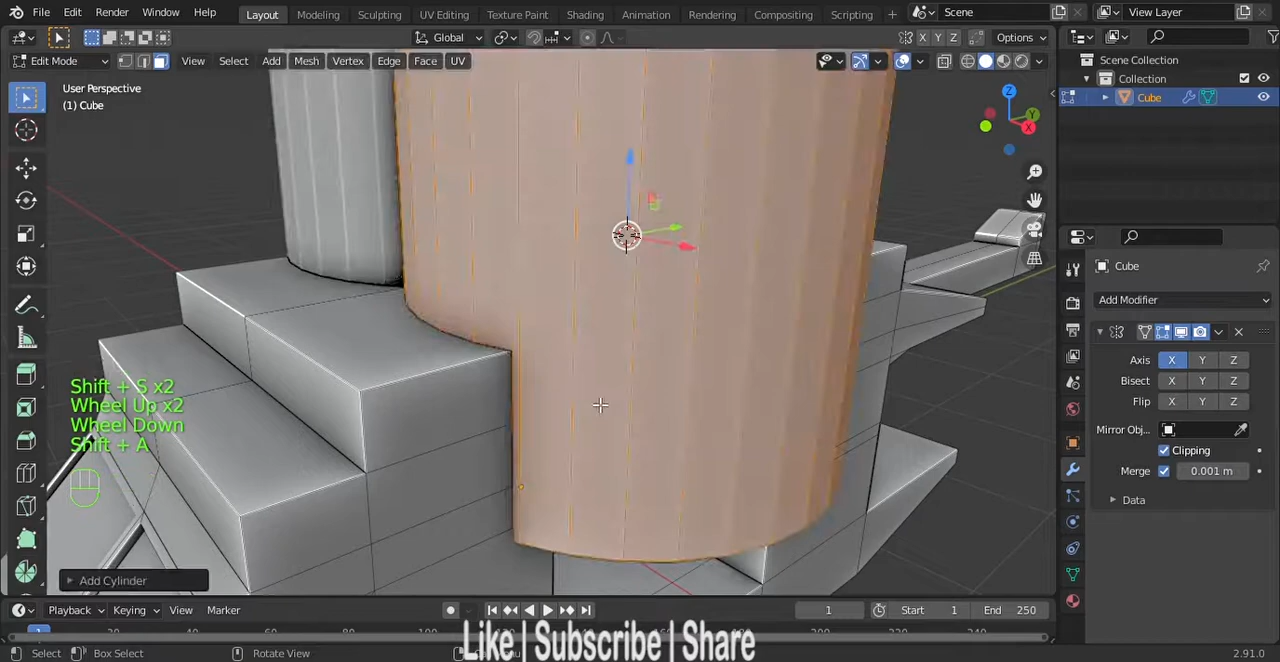 File Edit Render Window Help Layout Modeling Sculpting UV Editing Texture Paint Shading Animation Rendering Compositing Scripting + Scene View Layer
Global X Y Z Options
Edit Mode View Select Add Mesh Vertex Edge Face UV
User Perspective
(1) Cube
Z
Y
X
Scene Collection
Collection
Cube
Cube
Add Modifier
Axis X Y Z
Bisect X Y Z
Flip X Y Z
Mirror Obj...
Clipping
Merge 0.001 m
Data
Shift + S x2
Wheel Up x2
Wheel Down
Shift + A
Add Cylinder
Playback Keying View Marker 1 Start 1 End 250
1
Like | Subscribe | Share
Select Box Select Rotate View 2.91.0